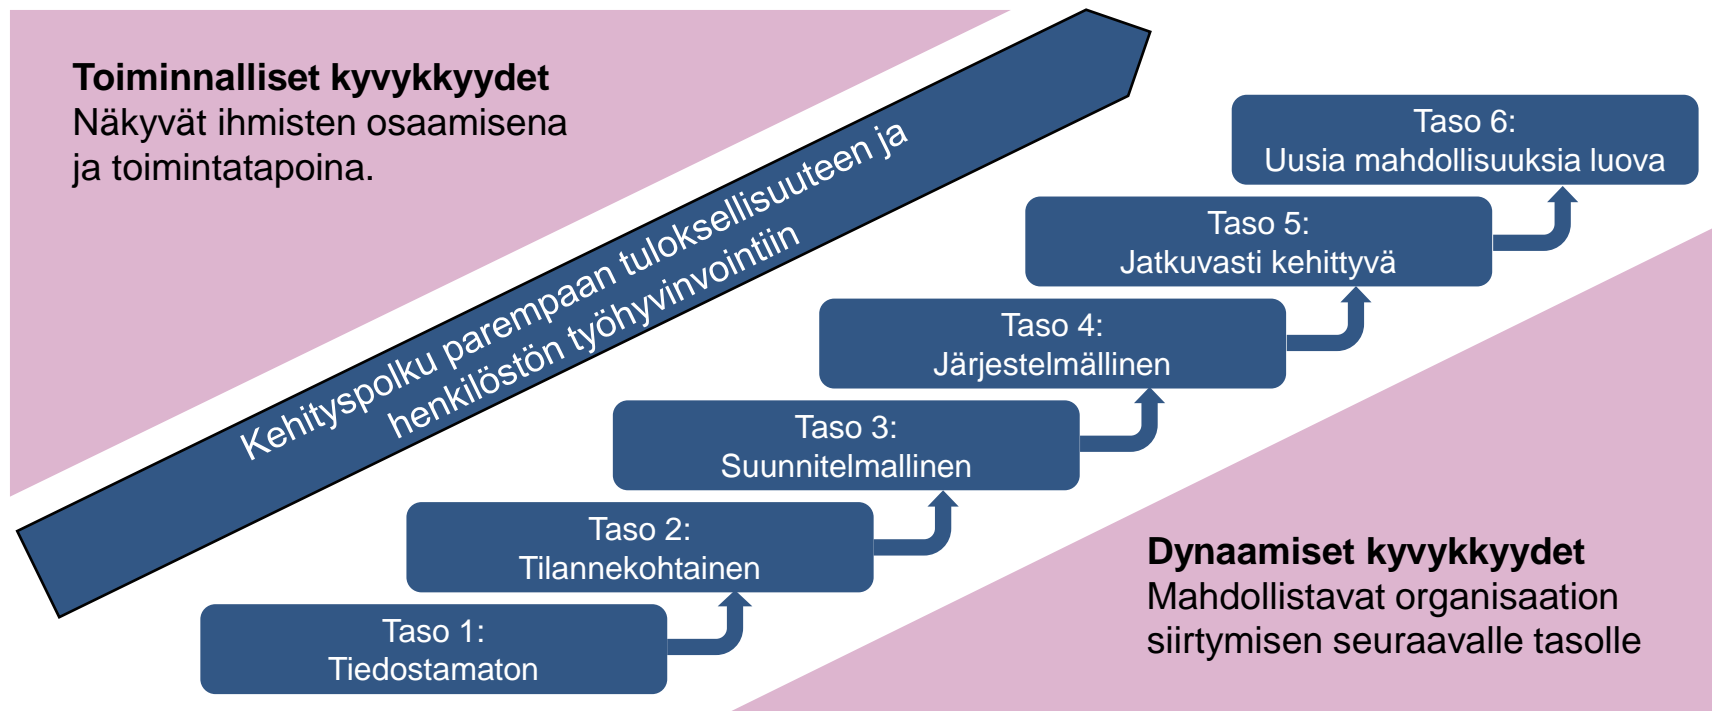 Toiminnalliset kyvykkyydet
Näkyvät ihmisten osaamisena
ja toimintatapoina.
Kehityspolku parempaan tuloksellisuuteen ja
henkilöstön työhyvinvointiin
Taso 6:
Uusia mahdollisuuksia luova
Taso 5:
Jatkuvasti kehittyvä
Taso 4:
Järjestelmällinen
Taso 3:
Suunnitelmallinen
Taso 2:
Tilannekohtainen
Taso 1:
Tiedostamaton
Dynaamiset kyvykkyydet
Mahdollistavat organisaation
siirtymisen seuraavalle tasolle